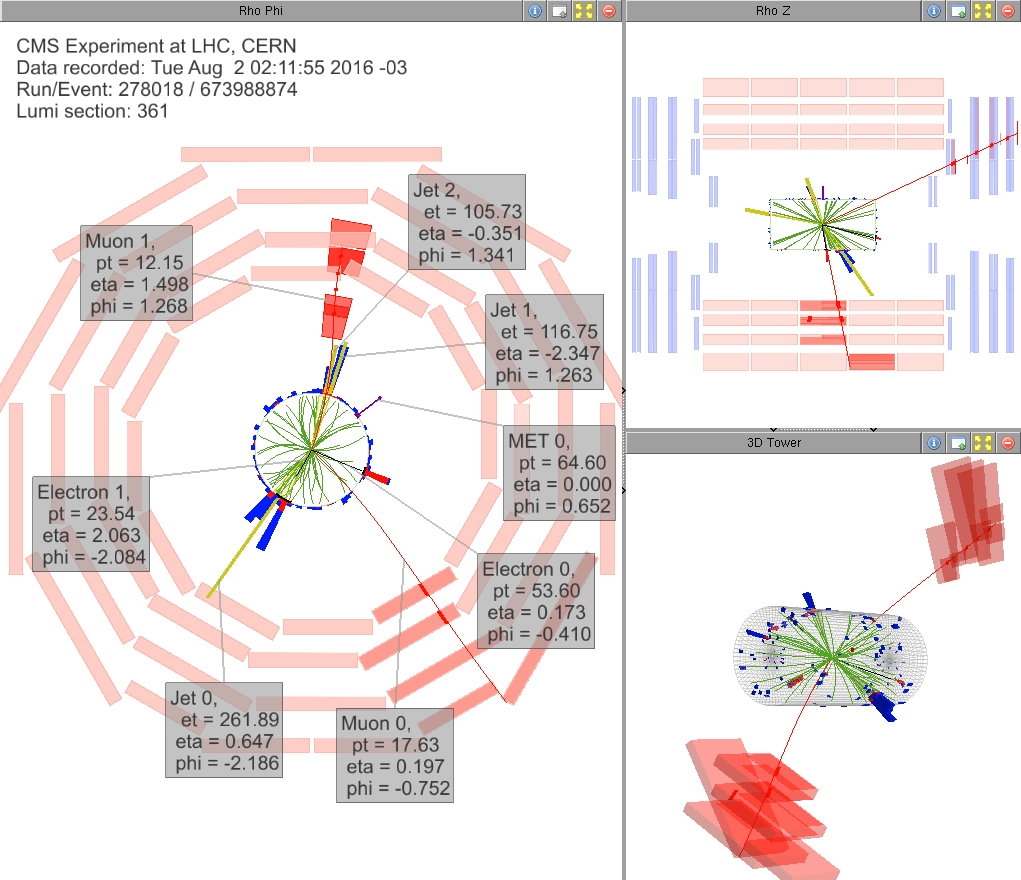 Rho Phi
CMS Experiment at LHC, CERN
Data recorded: Tue Aug  2 02:11:55 2016 -03
Run/Event: 278018 / 673988874
Lumi section: 361
Jet 2,
et = 105.73
eta = -0.351
phi = 1.341
Muon 1,
pt = 12.15
eta = 1.498
phi = 1.268
Jet 1,
et = 116.75
eta = -2.347
phi = 1.263
MET 0,
pt = 64.60
eta = 0.000
phi = 0.652
Electron 1,
pt = 23.54
eta = 2.063
phi = -2.084
Electron 0,
pt = 53.60
eta = 0.173
phi = -0.410
Jet 0,
et = 261.89
eta = 0.647
phi = -2.186
Muon 0,
pt = 17.63
eta = 0.197
phi = -0.752
Rho Z
3D Tower